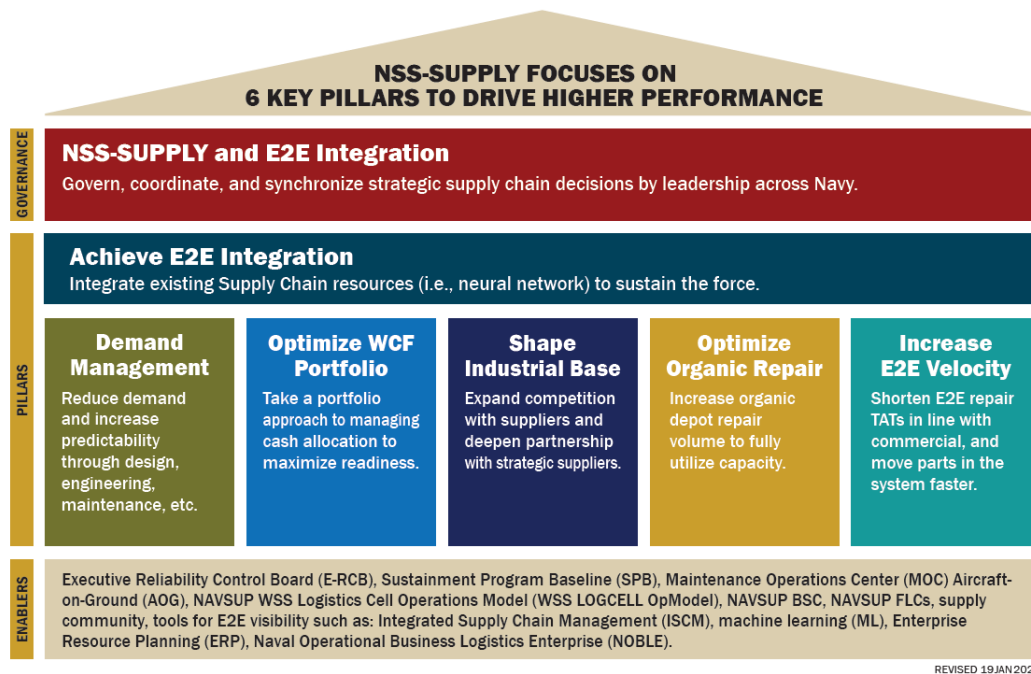 NSS-SUPPLY FOCUSES ON
6 KEY PILLARS TO DRIVE HIGHER PERFORMANCE
GOVERNANCE
NSS-SUPPLY and E2E Integration
Govern, coordinate, and synchronize strategic supply chain decisions by leadership across Navy.
PILLARS
Achieve E2E Integration
Integrate existing Supply Chain resources (i.e., neural network) to sustain the force.
Demand
Management
Reduce demand
and increase
predictability
through design,
engineering,
maintenance, etc.
Optimize WCF
Portfolio
Take a portfolio
approach to managing
cash allocation to
maximize readiness.
Shape
Industrial Base
Expand competition
with suppliers and
deepen partnership
with strategic suppliers.
Optimize
Organic Repair
Increase organic
depot repair
volume to fully
utilize capacity.
Increase
E2E Velocity
Shorten E2E repair
TATs in line with
commercial, and
move parts in the
system faster.
ENABLERS
Executive Reliability Control Board (E-RCB), Sustainment Program Baseline (SPB), Maintenance Operations Center (MOC) Aircraft-
on-Ground (AOG), NAVSUP WSS Logistics Cell Operations Model (WSS LOGCELL OpModel), NAVSUP BSC, NAVSUP FLCs, supply
community, tools for E2E visibility such as: Integrated Supply Chain Management (ISCM), machine learning (ML), Enterprise
Resource Planning (ERP), Naval Operational Business Logistics Enterprise (NOBLE).
REVISED 19JAN202